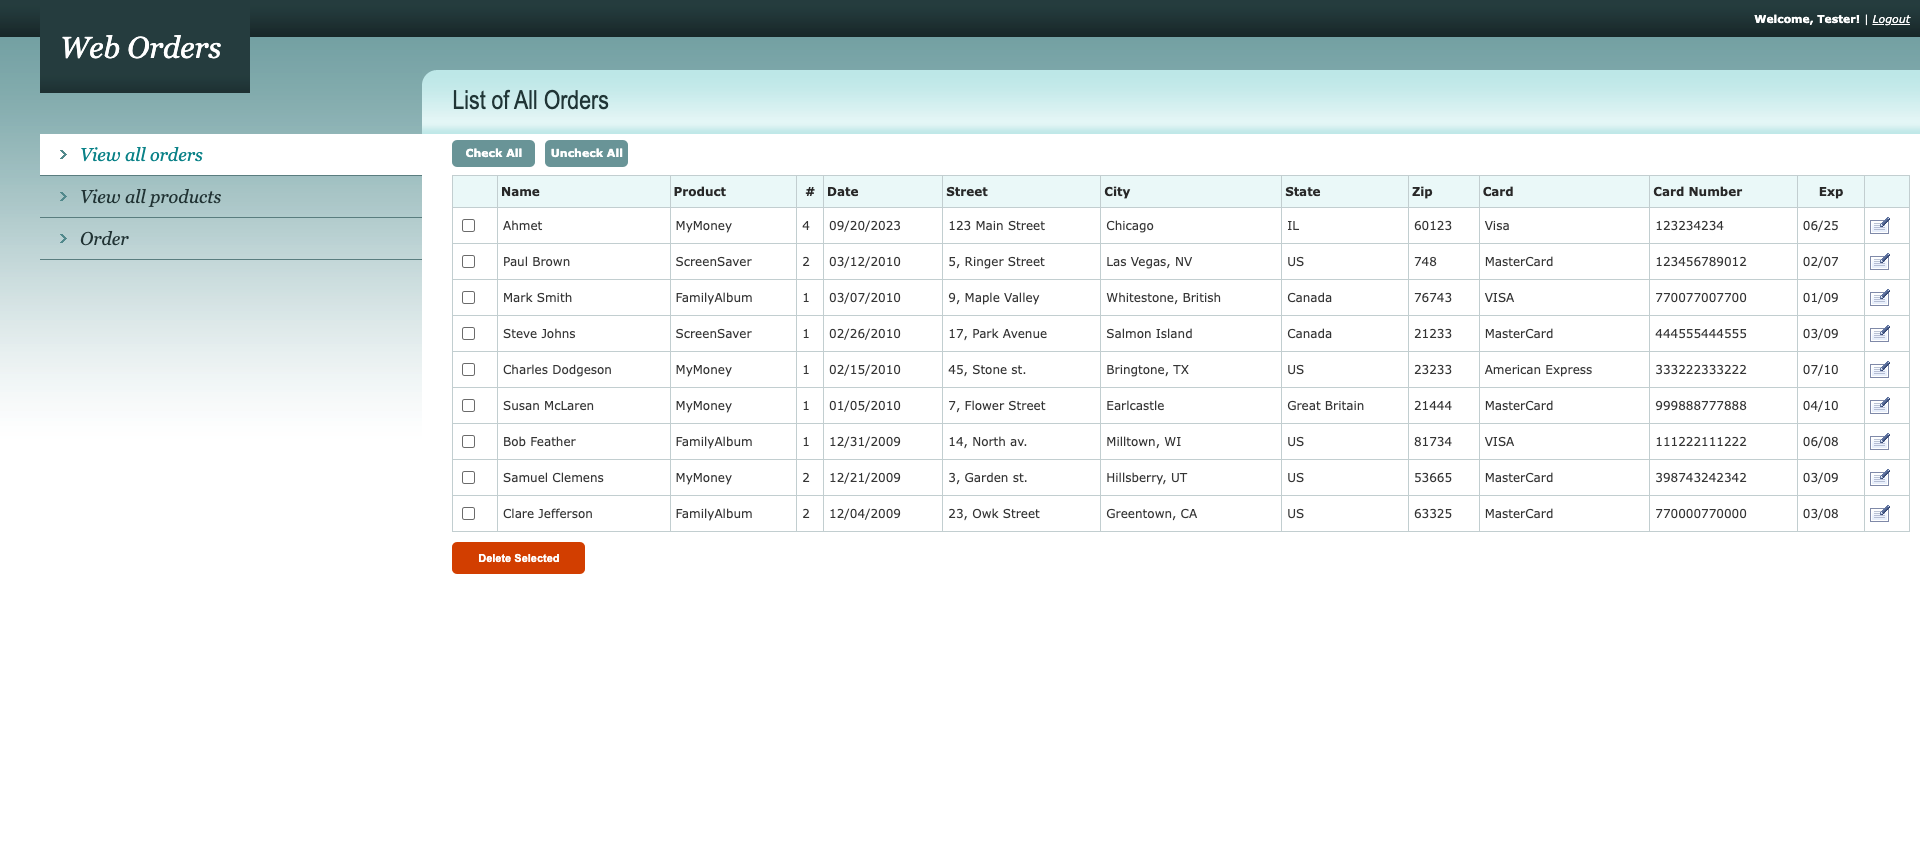 Welcome, Tester! | Logout
Web Orders
List of All Orders
View all orders
View all products
Order
Check All Uncheck All
Name Product # Date Street City State Zip Card Card Number Exp
Ahmet MyMoney 4 09/20/2023 123 Main Street Chicago IL 60123 Visa 123234234 06/25
Paul Brown ScreenSaver 2 03/12/2010 5, Ringer Street Las Vegas, NV US 748 MasterCard 123456789012 02/07
Mark Smith FamilyAlbum 1 03/07/2010 9, Maple Valley Whitestone, British Canada 76743 VISA 770077007700 01/09
Steve Johns ScreenSaver 1 02/26/2010 17, Park Avenue Salmon Island Canada 21233 MasterCard 444555444555 03/09
Charles Dodgeson MyMoney 1 02/15/2010 45, Stone st. Bringtone, TX US 23233 American Express 333222333222 07/10
Susan McLaren MyMoney 1 01/05/2010 7, Flower Street Earlcastle Great Britain 21444 MasterCard 999888777888 04/10
Bob Feather FamilyAlbum 1 12/31/2009 14, North av. Milltown, WI US 81734 VISA 111222111222 06/08
Samuel Clemens MyMoney 2 12/21/2009 3, Garden st. Hillsberry, UT US 53665 MasterCard 398743242342 03/09
Clare Jefferson FamilyAlbum 2 12/04/2009 23, Owk Street Greentown, CA US 63325 MasterCard 770000770000 03/08
Delete Selected